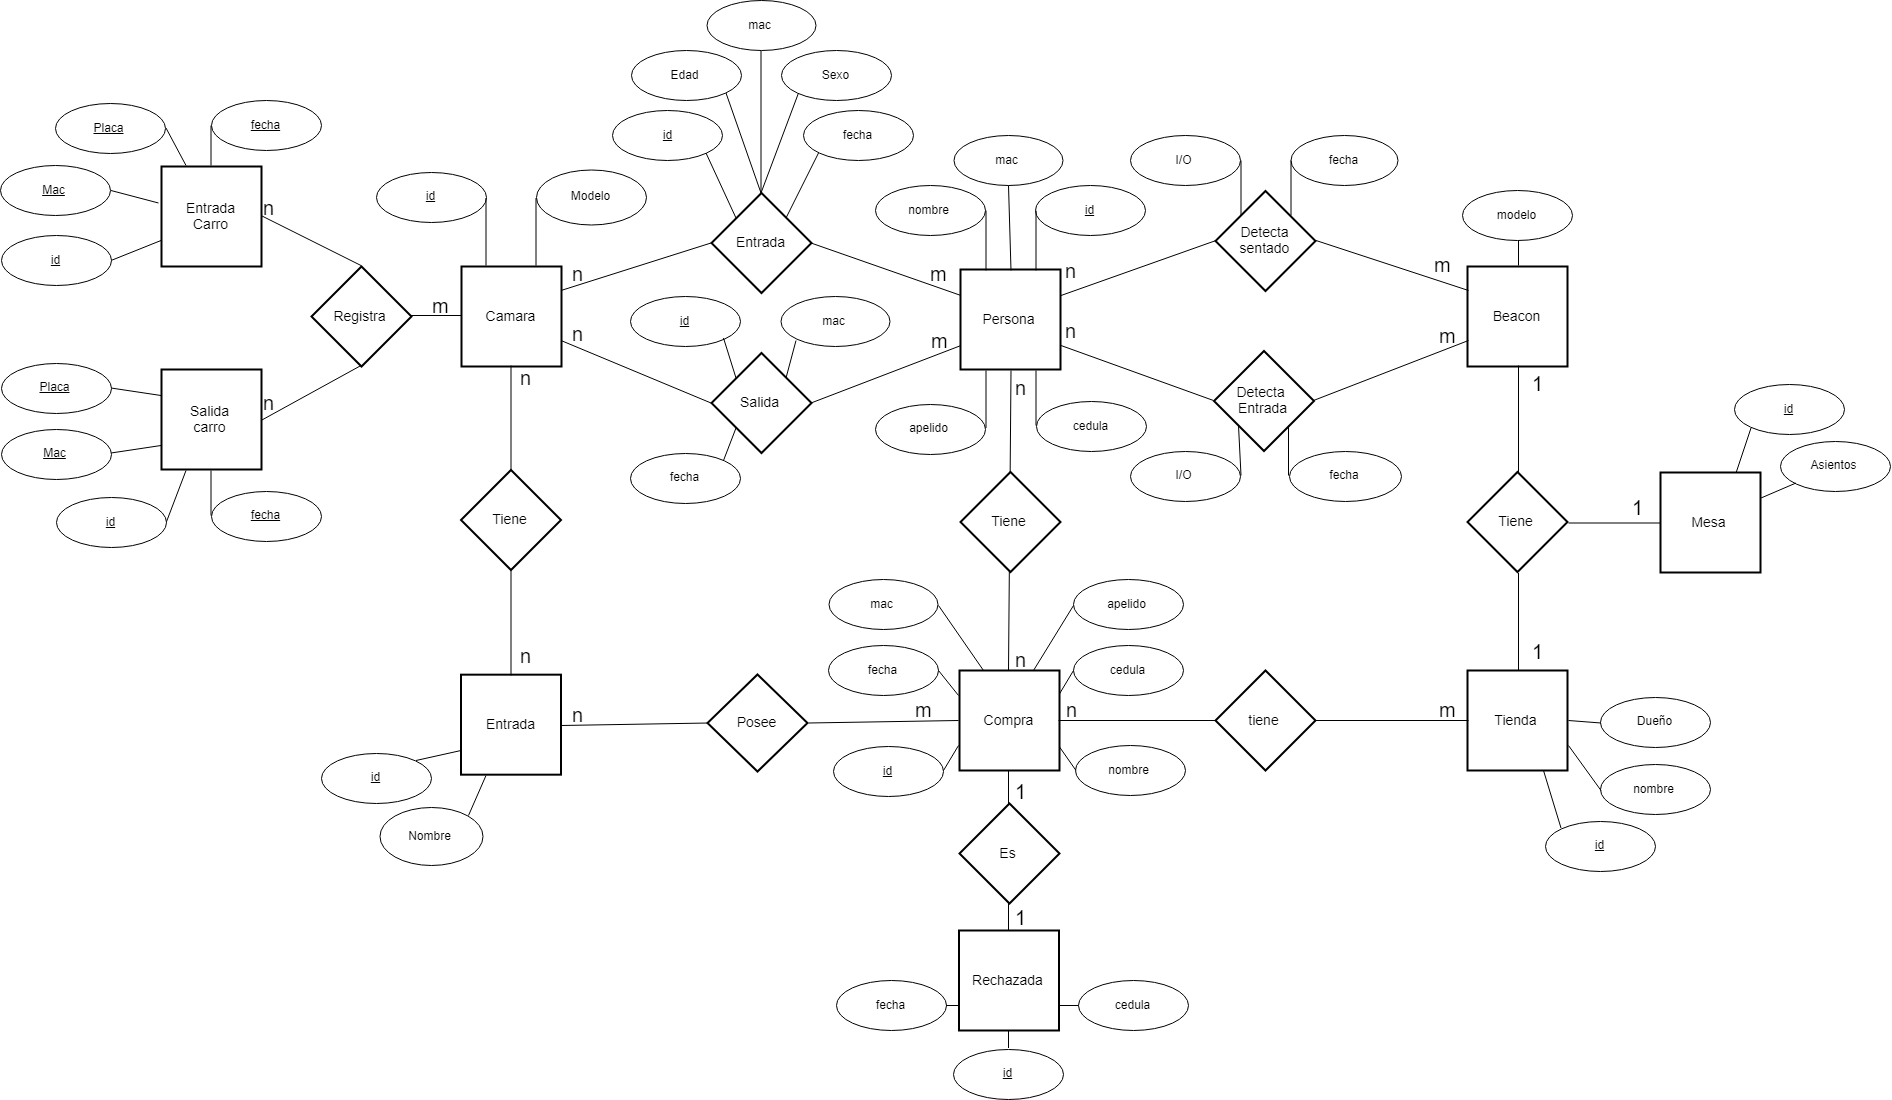 mac
Edad
Sexo
id
fecha
Placa
fecha
Mac
id
Entrada
Carro
n
id
Modelo
Registra
m
Camara
n
n
n
Entrada
m
id
mac
Salida
m
fecha
nombre
mac
id
Persona
n
n
n
apelido
cedula
I/O
fecha
Detecta
sentado
m
modelo
Beacon
Detecta
Entrada
m
I/O
fecha
1
Placa
Mac
Salida
carro
n
id
fecha
Tiene
Tiene
Tiene
1
Mesa
id
Asientos
n
Entrada
n
id
Nombre
Posee
m
mac
fecha
id
n
Compra
n
apelido
cedula
nombre
tiene
m
1
Tienda
Dueño
nombre
id
1
Es
1
Rechazada
fecha
cedula
id